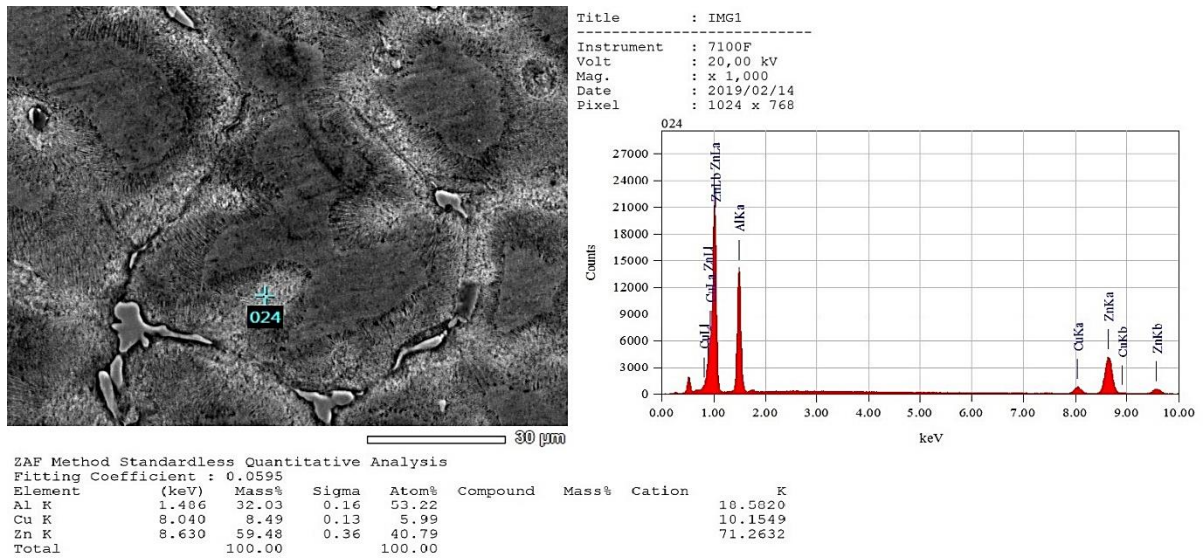 Title : IMG1
---------------------------
Instrument : 7100F
Volt : 20,00 kV
Mag. : x 1,000
Date : 2019/02/14
Pixel : 1024 x 768
024
024
30 µm
Counts
27000
24000
21000
18000
15000
12000
9000
6000
3000
0
CuLl
CuLa ZnLl
ZnLb ZnLa
AlKa
CuKa
ZnKa
CuKb
ZnKb
0.00 1.00 2.00 3.00 4.00 5.00 6.00 7.00 8.00 9.00 10.00
keV
ZAF Method Standardless Quantitative Analysis
Fitting Coefficient : 0.0595
Element (keV) Mass% Sigma Atom% Compound Mass% Cation K
Al K 1.486 32.03 0.16 53.22 18.5820
Cu K 8.040 8.49 0.13 5.99 10.1549
Zn K 8.630 59.48 0.36 40.79 71.2632
Total 100.00 100.00